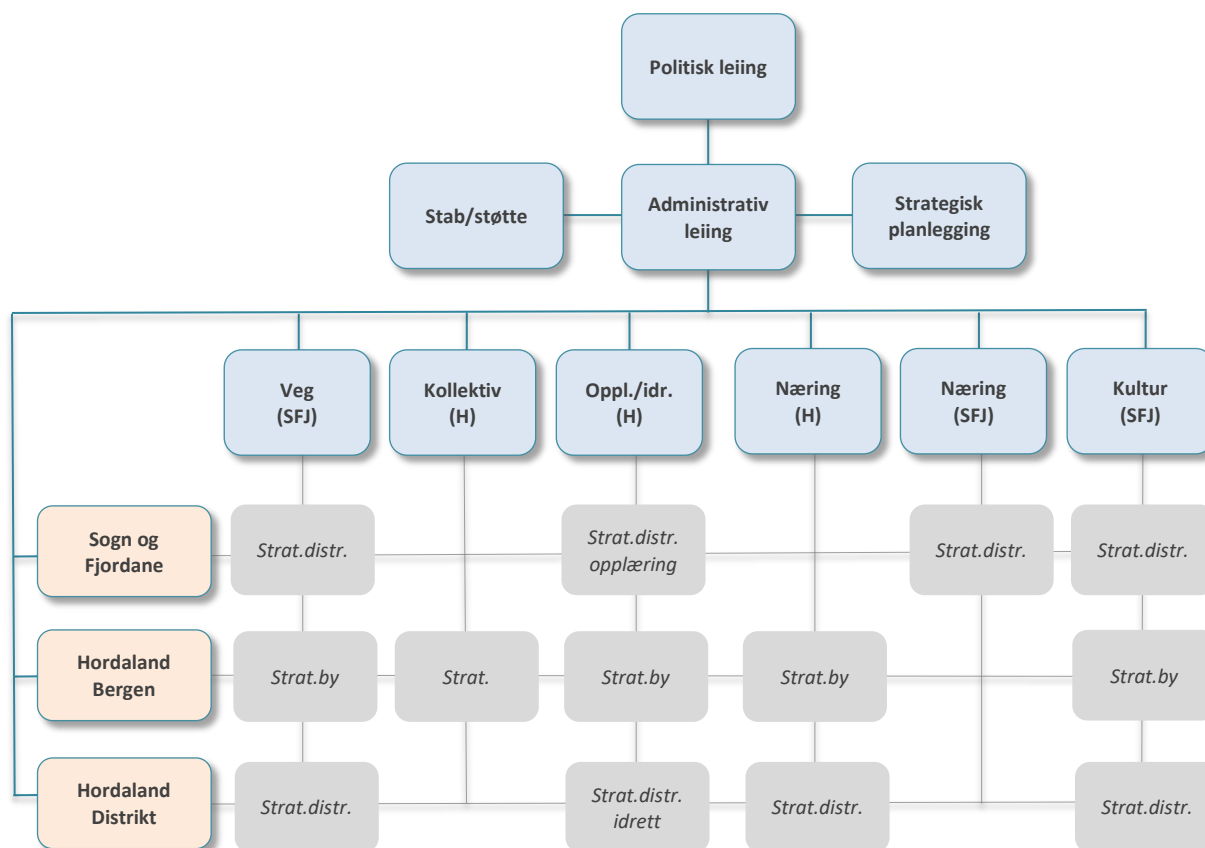 Politisk leiing
Stab/støtte
Administrativ
leiing
Strategisk
planlegging
Veg
(SFJ)
Kollektiv
(H)
Oppl./idr.
(H)
Næring
(H)
Næring
(SFJ)
Kultur
(SFJ)
Sogn og
Fjordane
Strat.distr.
Strat.distr.
opplæring
Strat.distr.
Strat.distr.
Hordaland
Bergen
Strat.by
Strat.
Strat.by
Strat.by
Strat.by
Hordaland
Distrikt
Strat.distr.
Strat.distr.
idrett
Strat.distr.
Strat.distr.